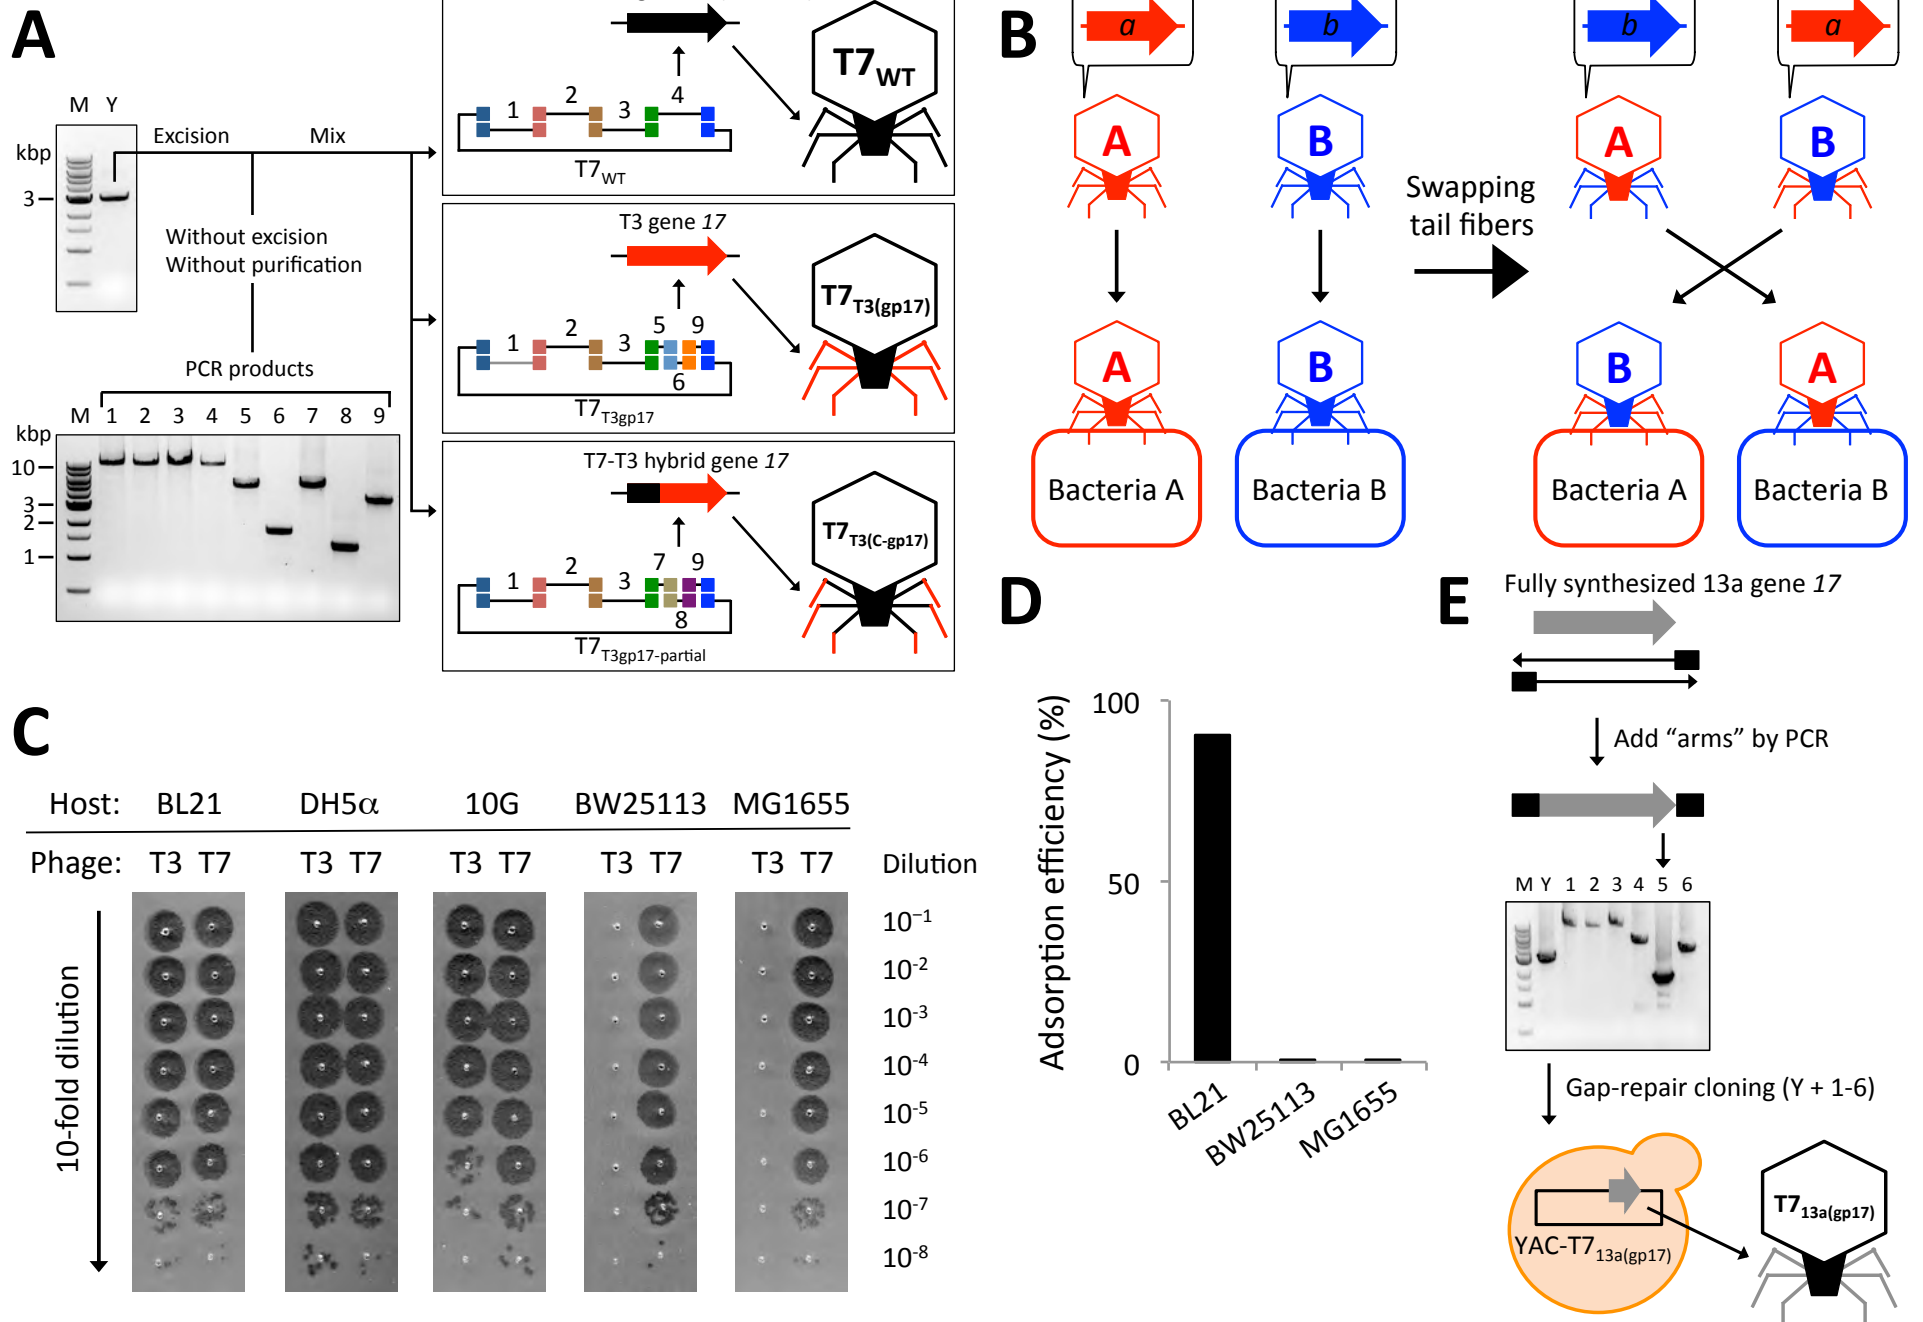 A
M Y
kbp
3
Excision
Mix
Without excision
Without purification
PCR products
M 1 2 3 4 5 6 7 8 9
kbp
10
3
2
1
T7WT
1 2 3 4
T7WT
T3 gene 17
T7T3(gp17)
1 2 3 5 9
6
T7T3gp17
T7-T3 hybrid gene 17
T7T3(C-gp17)
1 2 3 7 9
8
T7T3gp17-partial
B
a b b a
A B A B
Swapping
tail fibers
A B B A
Bacteria A Bacteria B Bacteria A Bacteria B
C
Host: BL21 DH5α 10G BW25113 MG1655
Phage: T3 T7 T3 T7 T3 T7 T3 T7 T3 T7 Dilution
10-fold dilution
10⁻¹
10⁻²
10⁻³
10⁻⁴
10⁻⁵
10⁻⁶
10⁻⁷
10⁻⁸
D
Adsorption efficiency (%)
100
50
0
BL21
BW25113
MG1655
E
Fully synthesized 13a gene 17
Add “arms” by PCR
M Y 1 2 3 4 5 6
Gap-repair cloning (Y + 1-6)
YAC-T713a(gp17)
T713a(gp17)